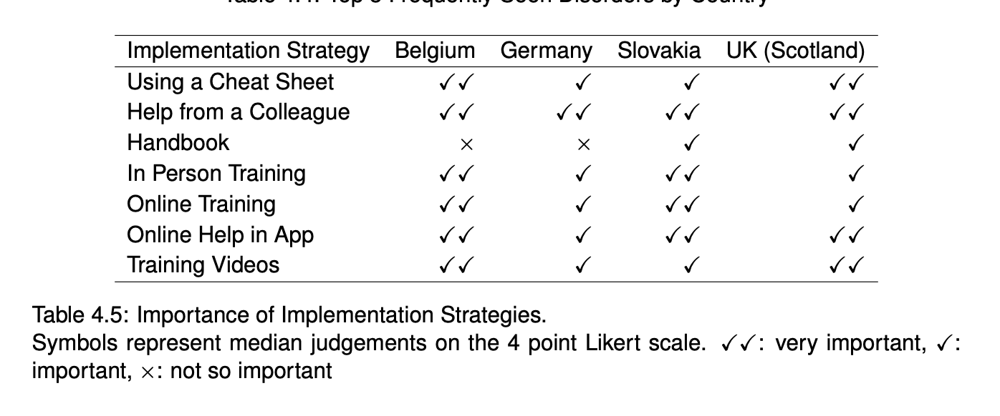 Table 4.4: Top 5 Frequently Seen Disorders by Country
Implementation Strategy Belgium Germany Slovakia UK (Scotland)
Using a Cheat Sheet ✓✓ ✓ ✓ ✓✓
Help from a Colleague ✓✓ ✓✓ ✓✓ ✓✓
Handbook × × ✓ ✓
In Person Training ✓✓ ✓ ✓✓ ✓
Online Training ✓✓ ✓ ✓✓ ✓
Online Help in App ✓✓ ✓ ✓✓ ✓✓
Training Videos ✓✓ ✓ ✓ ✓✓
Table 4.5: Importance of Implementation Strategies.
Symbols represent median judgements on the 4 point Likert scale. ✓✓: very important, ✓:
important, ×: not so important